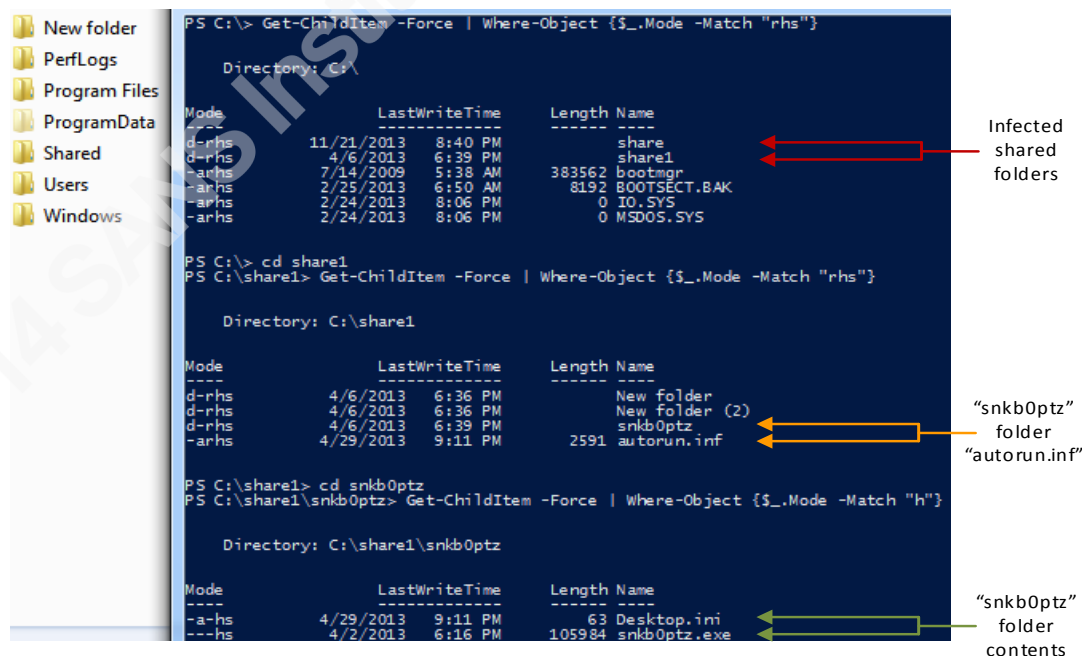 New folder
PerfLogs
Program Files
ProgramData
Shared
Users
Windows
PS C:\> Get-ChildItem -Force | Where-Object {$_.Mode -Match "rhs"}
Directory: C:\
Mode LastWriteTime Length Name
---- ------------- ------ ----
d-rhs 11/21/2013 8:40 PM share
d-rhs 4/6/2013 6:39 PM share1
-arhs 7/14/2009 5:38 AM 383562 bootmgr
-arhs 2/25/2013 6:50 AM 8192 BOOTSECT.BAK
-arhs 2/24/2013 8:06 PM 0 IO.SYS
-arhs 2/24/2013 8:06 PM 0 MSDOS.SYS
PS C:\> cd share1
PS C:\share1> Get-ChildItem -Force | Where-Object {$_.Mode -Match "rhs"}
Directory: C:\share1
Mode LastWriteTime Length Name
---- ------------- ------ ----
d-rhs 4/6/2013 6:36 PM New folder
d-rhs 4/6/2013 6:36 PM New folder (2)
d-rhs 4/6/2013 6:39 PM snkb0ptz
-arhs 4/29/2013 9:11 PM 2591 autorun.inf
PS C:\share1> cd snkb0ptz
PS C:\share1\snkb0ptz> Get-ChildItem -Force | Where-Object {$_.Mode -Match "h"}
Directory: C:\share1\snkb0ptz
Mode LastWriteTime Length Name
---- ------------- ------ ----
-a-hs 4/29/2013 9:11 PM 63 Desktop.ini
---hs 4/2/2013 6:16 PM 105984 snkb0ptz.exe
Infected
shared
folders
“snkb0ptz”
folder
“autorun.inf”
“snkb0ptz”
folder
contents
14 SANS Insti